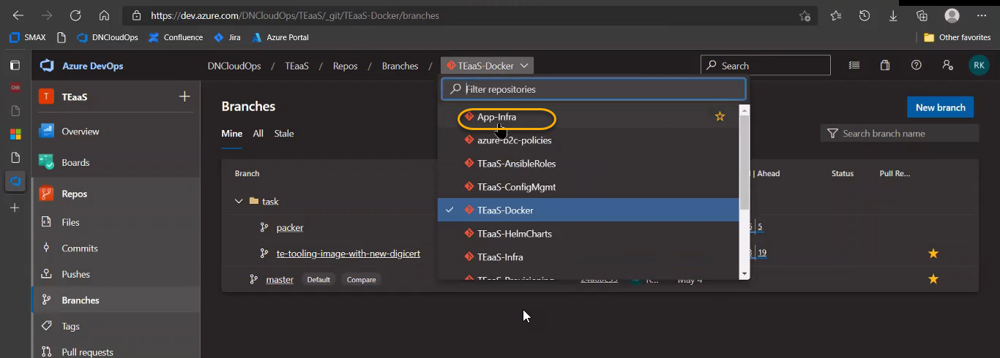 https://dev.azure.com/DNCloudOps/TEaaS/_git/TEaaS-Docker/branches
SMAX DNCloudOps Confluence Jira Azure Portal Other favorites
Azure DevOps DNCloudOps / TEaaS / Repos / Branches / TEaaS-Docker Search RK
ON
T TEaaS
Filter repositories
Branches
New branch
App-Infra
Overview
Mine All Stale
Search branch name
azure-b2c-policies
Boards
TEaaS-AnsibleRoles
Branch | Ahead Status Pull Re...
TEaaS-ConfigMgmt
Repos
task
TEaaS-Docker
Files
packer
5
TEaaS-HelmCharts
Commits
te-tooling-image-with-new-digicert
19
TEaaS-Infra
Pushes
master Default Compare
TEaaS-Provisioning
May 4
Branches
Tags
Pull requests